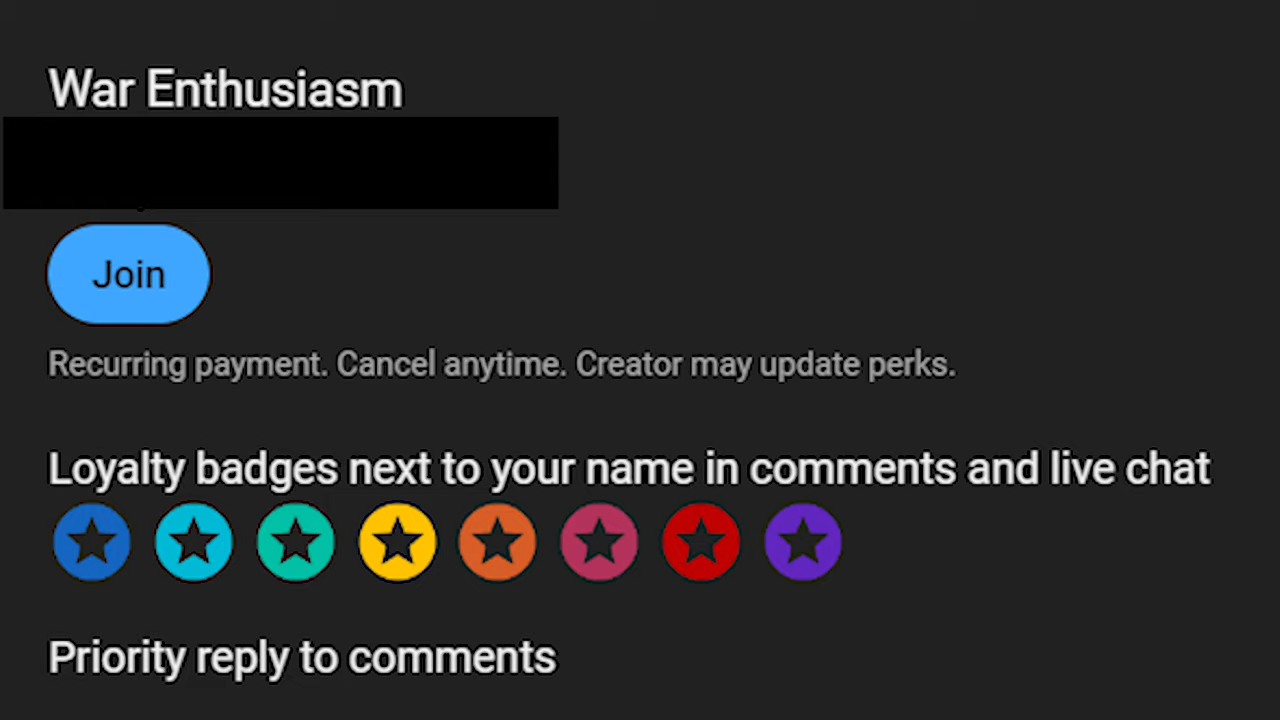 War Enthusiasm
Join
Recurring payment. Cancel anytime. Creator may update perks.
Loyalty badges next to your name in comments and live chat
Priority reply to comments